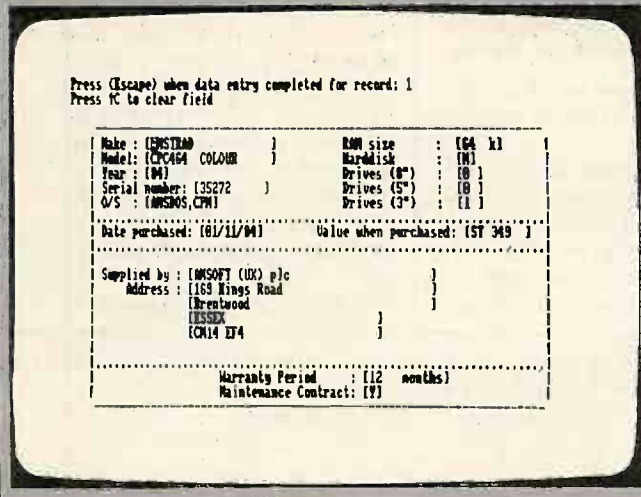 Press (Escape) when data entry completed for record: 1
Press ↑C to clear field
Make : [EMSTRAD ] RAM size : [64 k]
Model: [CPC464 COLOUR ] Harddisk : [N]
Year : [84] Drives (8") : [0 ]
Serial number: [35272 ] Drives (5") : [0 ]
O/S : [AMSDOS,CPM] Drives (3") : [1 ]
Date purchased: [01/11/84] Value when purchased: [ST 349 ]
Supplied by : [AMSOFT (UK) plc ]
Address : [169 Kings Road ]
[Brentwood ]
[ESSEX ]
[CM14 EF4 ]
Warranty Period : [12 months]
Maintenance Contract: [Y]